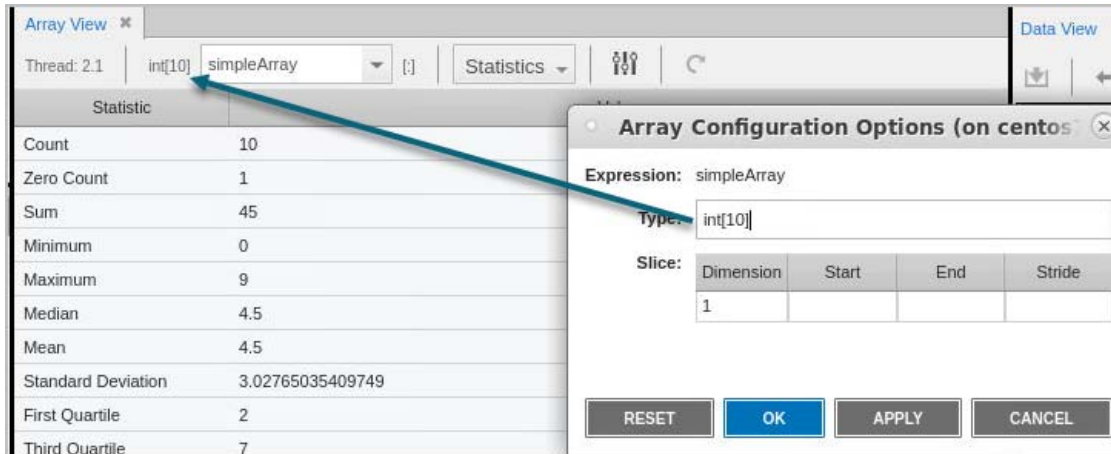 Array View
Data View
Thread: 2.1 int[10] simpleArray [:] Statistics
Statistic
Count 10
Zero Count 1
Sum 45
Minimum 0
Maximum 9
Median 4.5
Mean 4.5
Standard Deviation 3.02765035409749
First Quartile 2
Third Quartile 7
Array Configuration Options (on centos
Expression: simpleArray
Type: int[10]
Slice: Dimension Start End Stride
1
RESET OK APPLY CANCEL